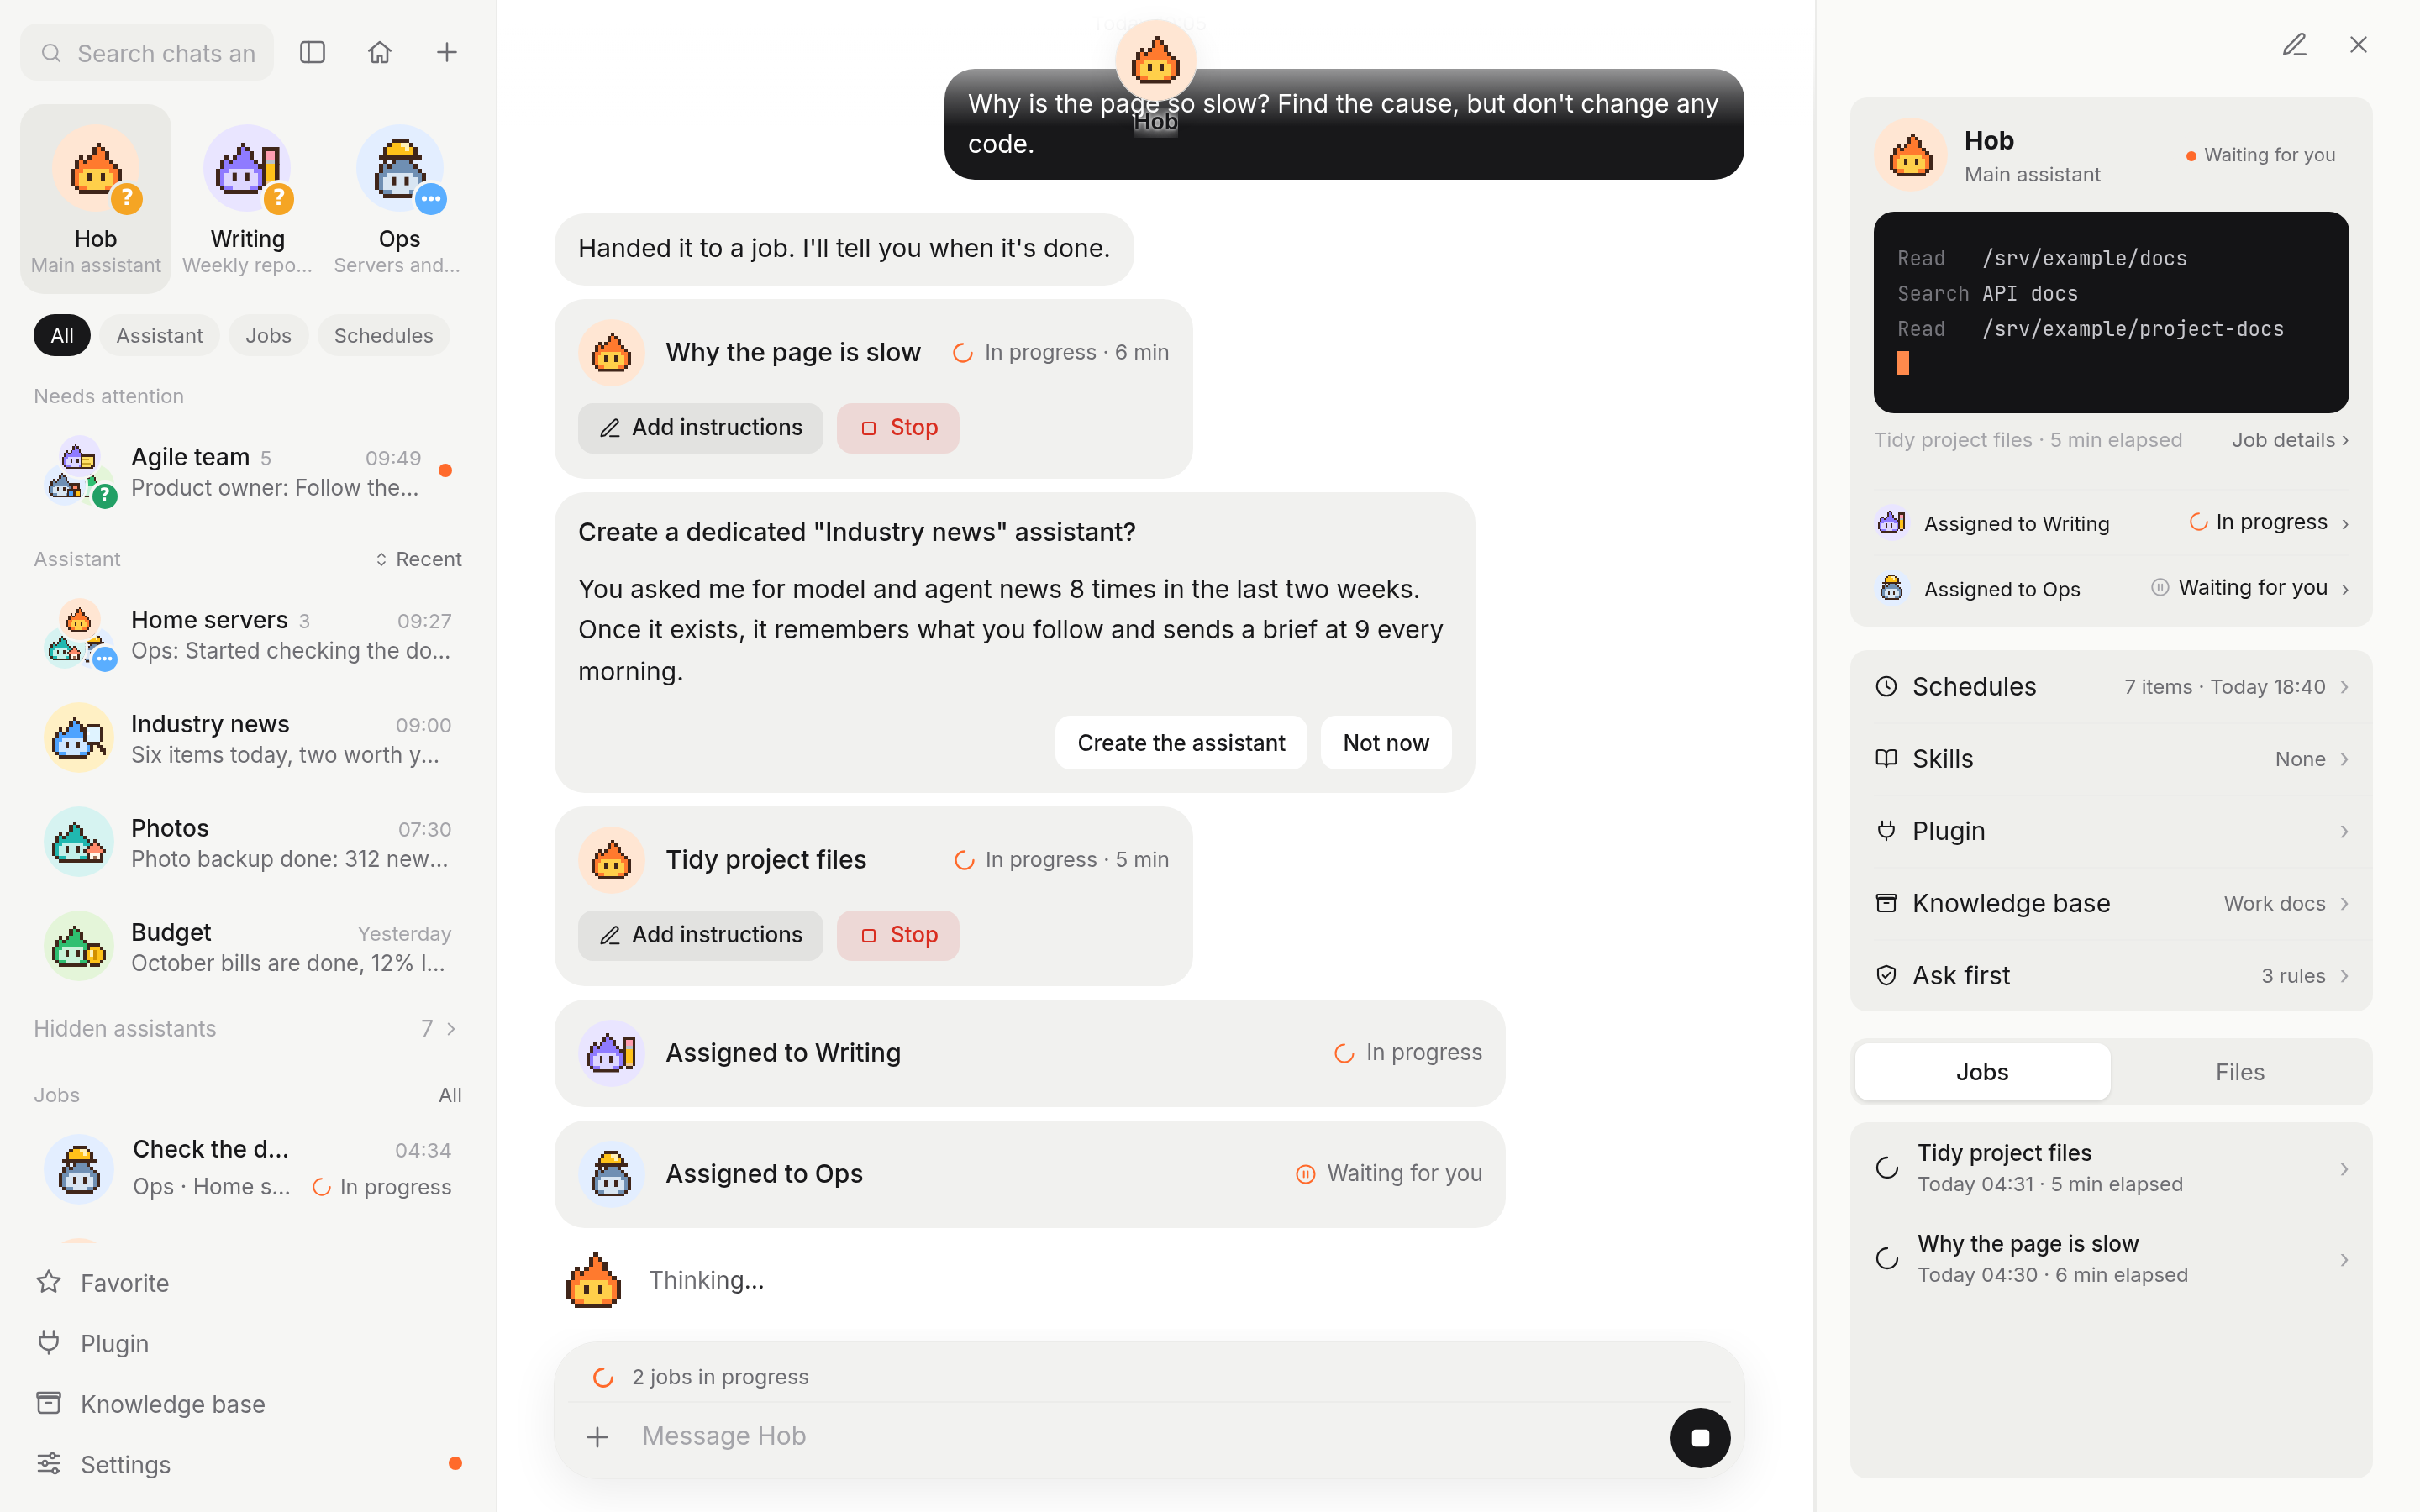 Search chats an
Hob
Main assistant
Writing
Weekly repo...
Ops
Servers and...
All
Assistant
Jobs
Schedules
Needs attention
Agile team 5 09:49
Product owner: Follow the...
Assistant
Recent
Home servers 3 09:27
Ops: Started checking the do...
Industry news 09:00
Six items today, two worth y...
Photos 07:30
Photo backup done: 312 new...
Budget Yesterday
October bills are done, 12% l...
Hidden assistants 7
Jobs All
Check the d... 04:34
Ops · Home s... In progress
Favorite
Plugin
Knowledge base
Settings
Hob
Why is the page so slow? Find the cause, but don't change any
code.
Handed it to a job. I'll tell you when it's done.
Why the page is slow In progress · 6 min
Add instructions Stop
Create a dedicated "Industry news" assistant?
You asked me for model and agent news 8 times in the last two weeks.
Once it exists, it remembers what you follow and sends a brief at 9 every
morning.
Create the assistant Not now
Tidy project files In progress · 5 min
Add instructions Stop
Assigned to Writing In progress
Assigned to Ops Waiting for you
Thinking...
2 jobs in progress
Message Hob
Hob
Main assistant
Waiting for you
Read /srv/example/docs
Search API docs
Read /srv/example/project-docs
Tidy project files · 5 min elapsed Job details ›
Assigned to Writing In progress ›
Assigned to Ops Waiting for you ›
Schedules 7 items · Today 18:40
Skills None
Plugin
Knowledge base Work docs
Ask first 3 rules
Jobs Files
Tidy project files
Today 04:31 · 5 min elapsed
Why the page is slow
Today 04:30 · 6 min elapsed